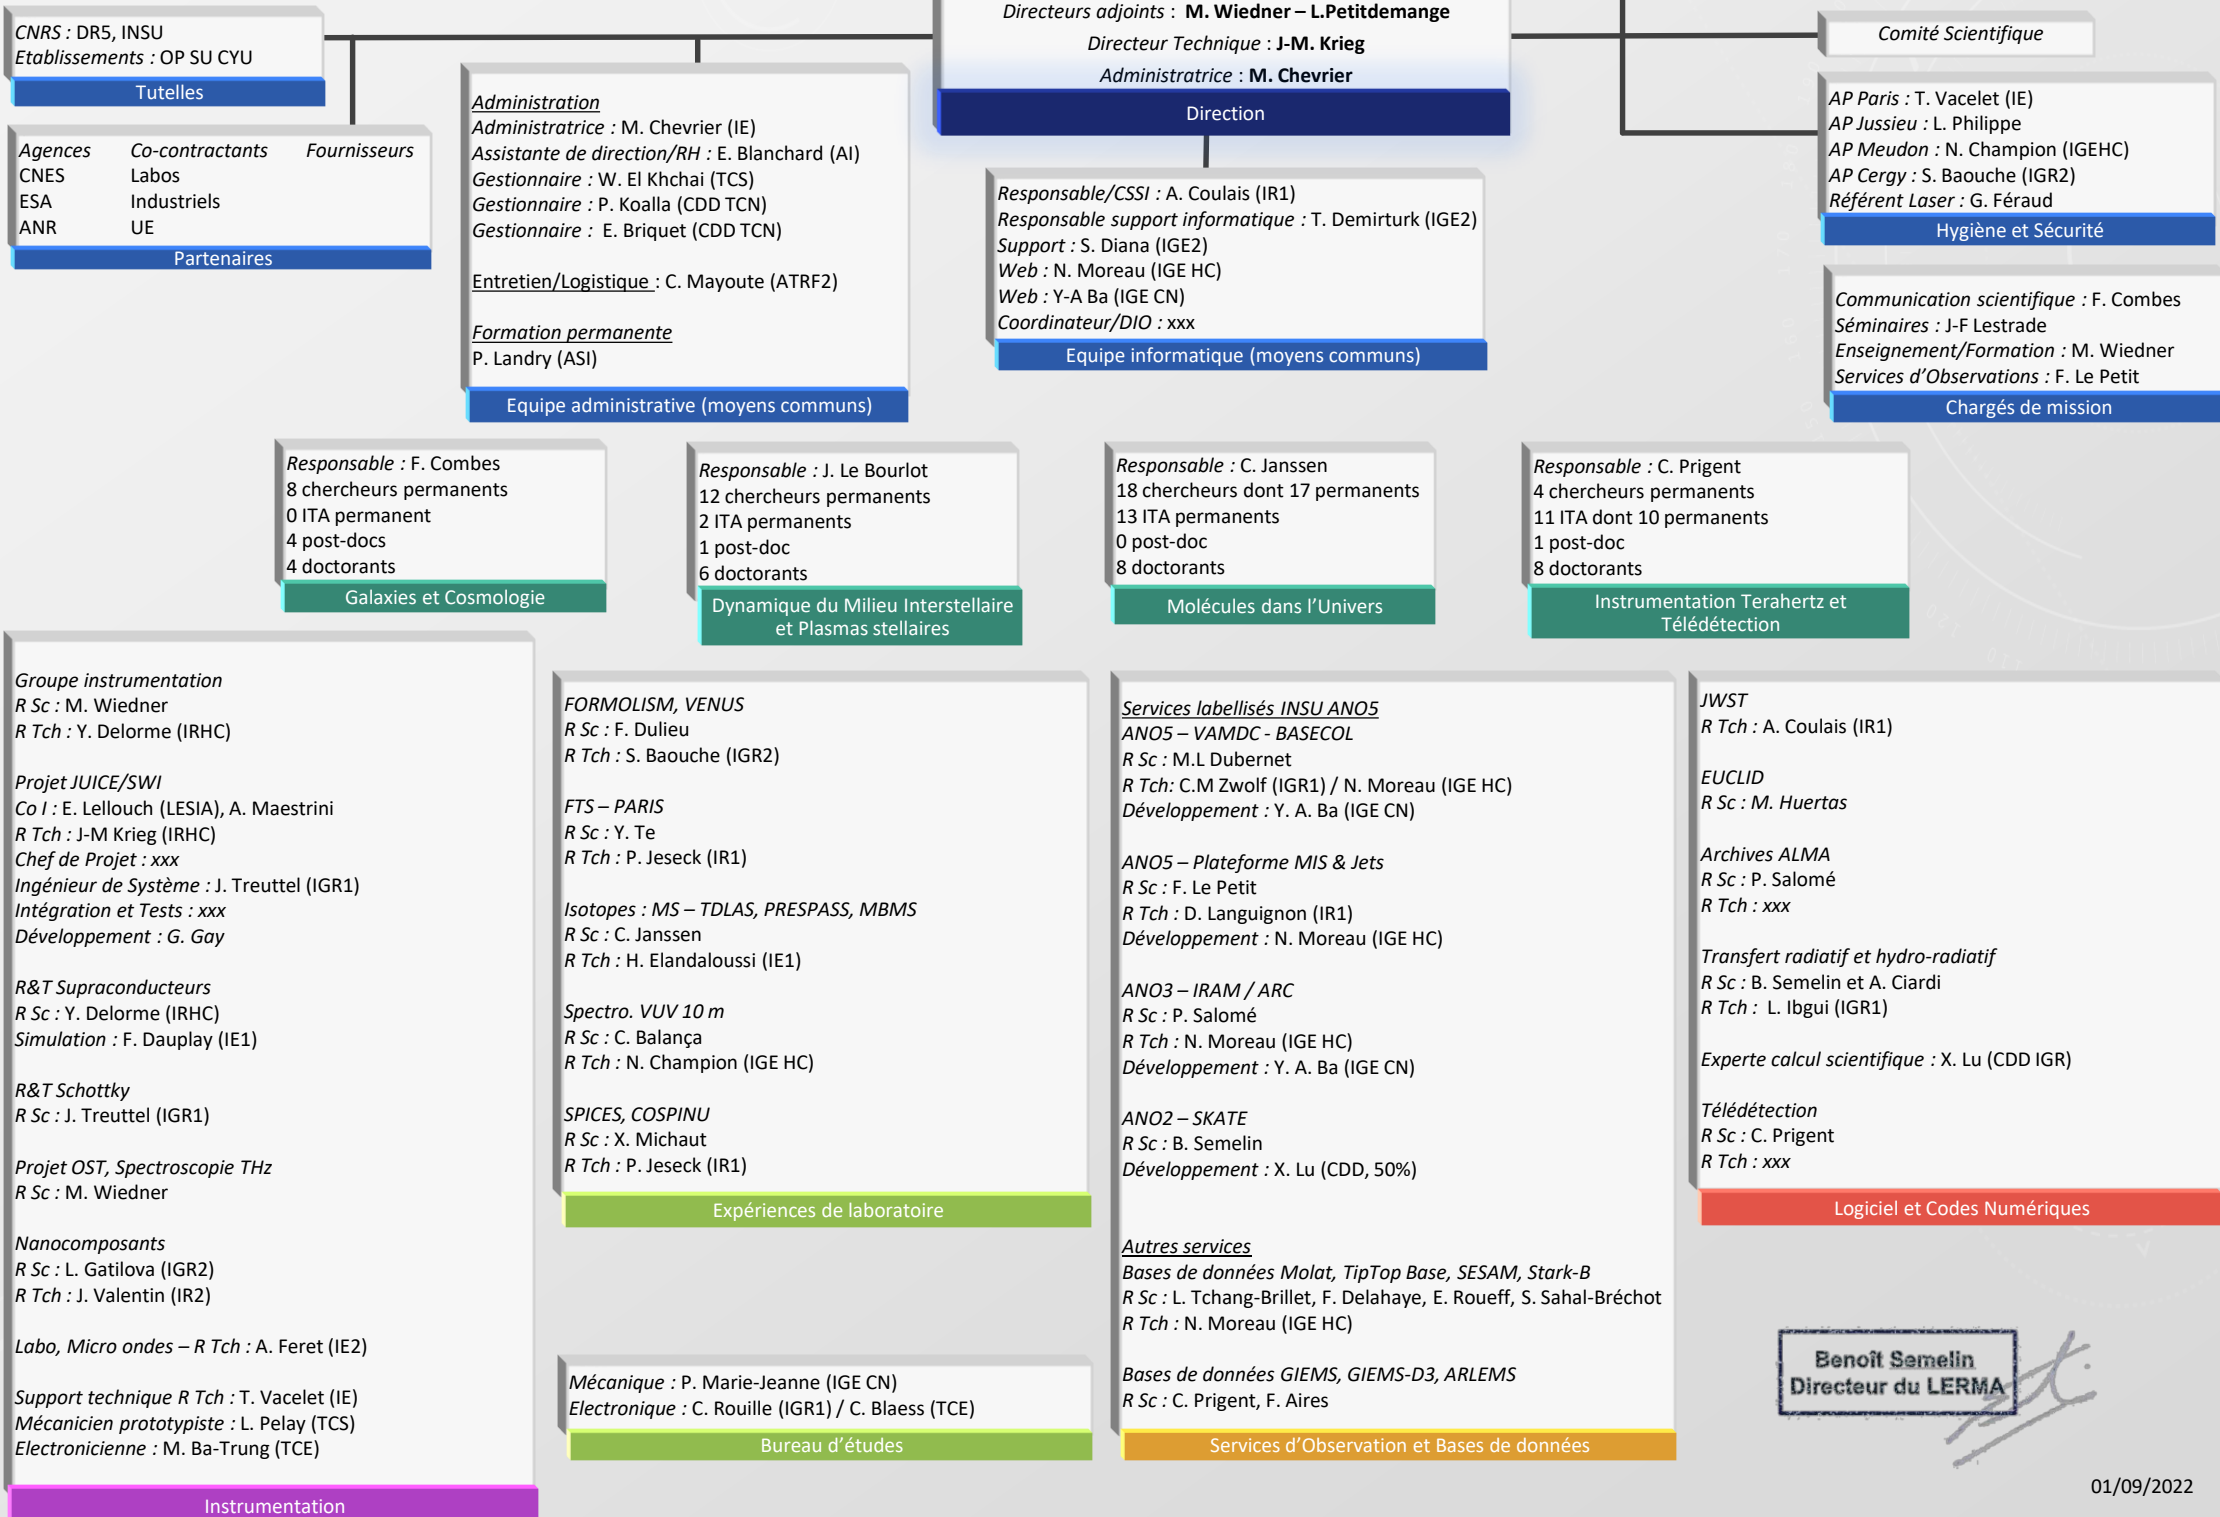 Directeurs adjoints : M. Wiedner – L.Petitdemange
Directeur Technique : J-M. Krieg
Administratrice : M. Chevrier
Direction
CNRS : DR5, INSU
Etablissements : OP SU CYU
Tutelles
Agences Co-contractants Fournisseurs
CNES Labos
ESA Industriels
ANR UE
Partenaires
Administration
Administratrice : M. Chevrier (IE)
Assistante de direction/RH : E. Blanchard (AI)
Gestionnaire : W. El Khchai (TCS)
Gestionnaire : P. Koalla (CDD TCN)
Gestionnaire : E. Briquet (CDD TCN)
Entretien/Logistique : C. Mayoute (ATRF2)
Formation permanente
P. Landry (ASI)
Equipe administrative (moyens communs)
Responsable/CSSI : A. Coulais (IR1)
Responsable support informatique : T. Demirturk (IGE2)
Support : S. Diana (IGE2)
Web : N. Moreau (IGE HC)
Web : Y-A Ba (IGE CN)
Coordinateur/DIO : xxx
Equipe informatique (moyens communs)
Comité Scientifique
AP Paris : T. Vacelet (IE)
AP Jussieu : L. Philippe
AP Meudon : N. Champion (IGEHC)
AP Cergy : S. Baouche (IGR2)
Référent Laser : G. Féraud
Hygiène et Sécurité
Communication scientifique : F. Combes
Séminaires : J-F Lestrade
Enseignement/Formation : M. Wiedner
Services d’Observations : F. Le Petit
Chargés de mission
Responsable : F. Combes
8 chercheurs permanents
0 ITA permanent
4 post-docs
4 doctorants
Galaxies et Cosmologie
Responsable : J. Le Bourlot
12 chercheurs permanents
2 ITA permanents
1 post-doc
6 doctorants
Dynamique du Milieu Interstellaire
et Plasmas stellaires
Responsable : C. Janssen
18 chercheurs dont 17 permanents
13 ITA permanents
0 post-doc
8 doctorants
Molécules dans l’Univers
Responsable : C. Prigent
4 chercheurs permanents
11 ITA dont 10 permanents
1 post-doc
8 doctorants
Instrumentation Terahertz et
Télédétection
Groupe instrumentation
R Sc : M. Wiedner
R Tch : Y. Delorme (IRHC)
Projet JUICE/SWI
Co I : E. Lellouch (LESIA), A. Maestrini
R Tch : J-M Krieg (IRHC)
Chef de Projet : xxx
Ingénieur de Système : J. Treuttel (IGR1)
Intégration et Tests : xxx
Développement : G. Gay
R&T Supraconducteurs
R Sc : Y. Delorme (IRHC)
Simulation : F. Dauplay (IE1)
R&T Schottky
R Sc : J. Treuttel (IGR1)
Projet OST, Spectroscopie THz
R Sc : M. Wiedner
Nanocomposants
R Sc : L. Gatilova (IGR2)
R Tch : J. Valentin (IR2)
Labo, Micro ondes – R Tch : A. Feret (IE2)
Support technique R Tch : T. Vacelet (IE)
Mécanicien prototypiste : L. Pelay (TCS)
Electronicienne : M. Ba-Trung (TCE)
Instrumentation
FORMOLISM, VENUS
R Sc : F. Dulieu
R Tch : S. Baouche (IGR2)
FTS – PARIS
R Sc : Y. Te
R Tch : P. Jeseck (IR1)
Isotopes : MS – TDLAS, PRESPASS, MBMS
R Sc : C. Janssen
R Tch : H. Elandaloussi (IE1)
Spectro. VUV 10 m
R Sc : C. Balança
R Tch : N. Champion (IGE HC)
SPICES, COSPINU
R Sc : X. Michaut
R Tch : P. Jeseck (IR1)
Expériences de laboratoire
Mécanique : P. Marie-Jeanne (IGE CN)
Electronique : C. Rouille (IGR1) / C. Blaess (TCE)
Bureau d’études
Services labellisés INSU ANO5
ANO5 – VAMDC - BASECOL
R Sc : M.L Dubernet
R Tch: C.M Zwolf (IGR1) / N. Moreau (IGE HC)
Développement : Y. A. Ba (IGE CN)
ANO5 – Plateforme MIS & Jets
R Sc : F. Le Petit
R Tch : D. Languignon (IR1)
Développement : N. Moreau (IGE HC)
ANO3 – IRAM / ARC
R Sc : P. Salomé
R Tch : N. Moreau (IGE HC)
Développement : Y. A. Ba (IGE CN)
ANO2 – SKATE
R Sc : B. Semelin
Développement : X. Lu (CDD, 50%)
Autres services
Bases de données Molat, TipTop Base, SESAM, Stark-B
R Sc : L. Tchang-Brillet, F. Delahaye, E. Roueff, S. Sahal-Bréchot
R Tch : N. Moreau (IGE HC)
Bases de données GIEMS, GIEMS-D3, ARLEMS
R Sc : C. Prigent, F. Aires
Services d’Observation et Bases de données
JWST
R Tch : A. Coulais (IR1)
EUCLID
R Sc : M. Huertas
Archives ALMA
R Sc : P. Salomé
R Tch : xxx
Transfert radiatif et hydro-radiatif
R Sc : B. Semelin et A. Ciardi
R Tch : L. Ibgui (IGR1)
Experte calcul scientifique : X. Lu (CDD IGR)
Télédétection
R Sc : C. Prigent
R Tch : xxx
Logiciel et Codes Numériques
Benoît Semelin
Directeur du LERMA
01/09/2022